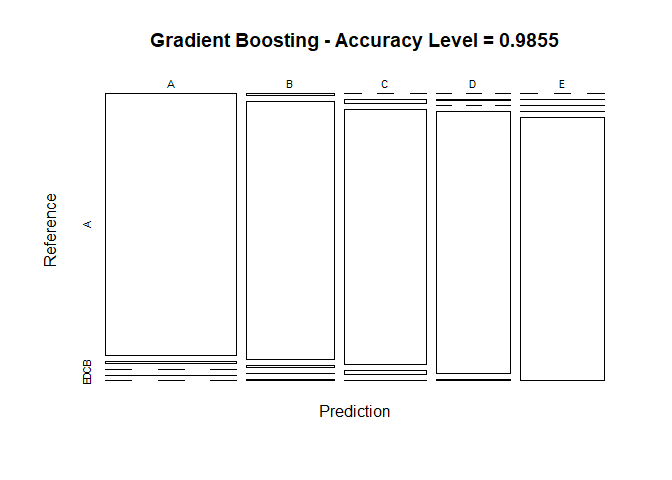 Gradient Boosting - Accuracy Level = 0.9855
A B C D E
Reference
A
EDCB
Prediction